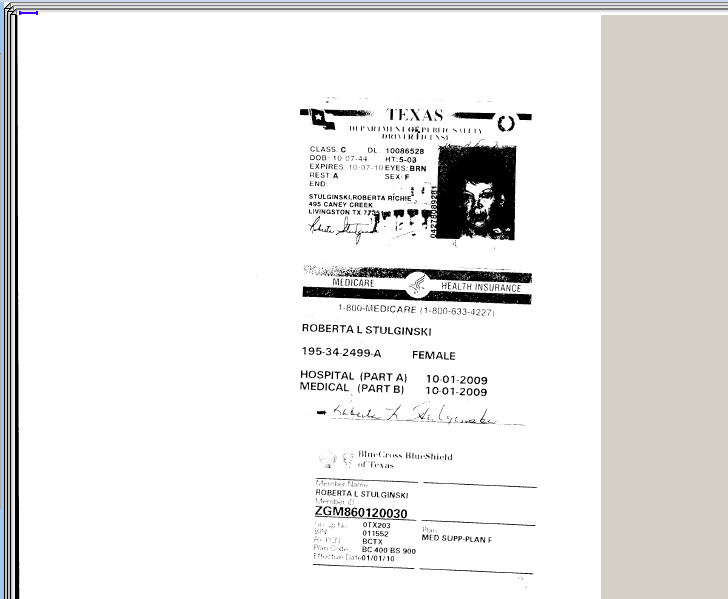 TEXAS
DEPARTMENT OF PUBLIC SAFETY
DRIVER LICENSE
CLASS: C DL: 10086528
DOB: 10-07-44 HT: 5-03
EXPIRES: 10-07-10 EYES: BRN
REST: A SEX: F
END:
STULGINSKI,ROBERTA RICHIE
495 CANEY CREEK
LIVINGSTON TX
MEDICARE HEALTH INSURANCE
1-800-MEDICARE (1-800-633-4227)
ROBERTA L STULGINSKI
195-34-2499-A FEMALE
HOSPITAL (PART A) 10-01-2009
MEDICAL (PART B) 10-01-2009
BlueCross BlueShield
of Texas
Member Name
ROBERTA L STULGINSKI
Member ID
ZGM860120030
Group No. 0TX203
BIN 011552
Rx PCN BCTX
Plan Code BC 400 BS 900
Effective Date 01/01/10
Plan
MED SUPP-PLAN F